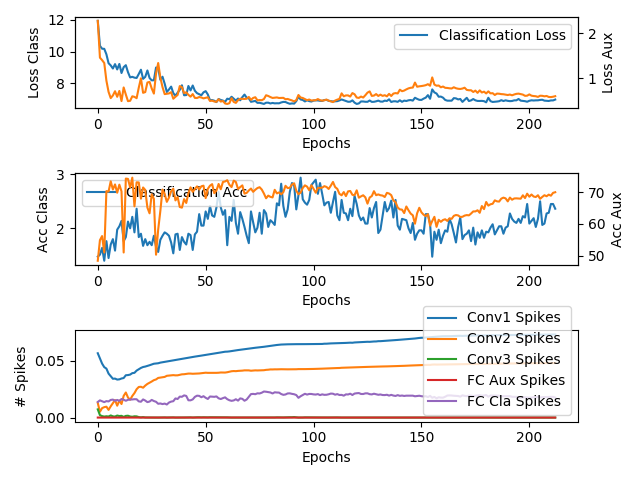 12
10
8
Loss Class
Classification Loss
2
1
Loss Aux
0 50 100 150 200
Epochs
3
2
Acc Class
Classification Acc
70
60
50
Acc Aux
0 50 100 150 200
Epochs
0.05
0.00
# Spikes
Conv1 Spikes
Conv2 Spikes
Conv3 Spikes
FC Aux Spikes
FC Cla Spikes
0 50 100 150 200
Epochs